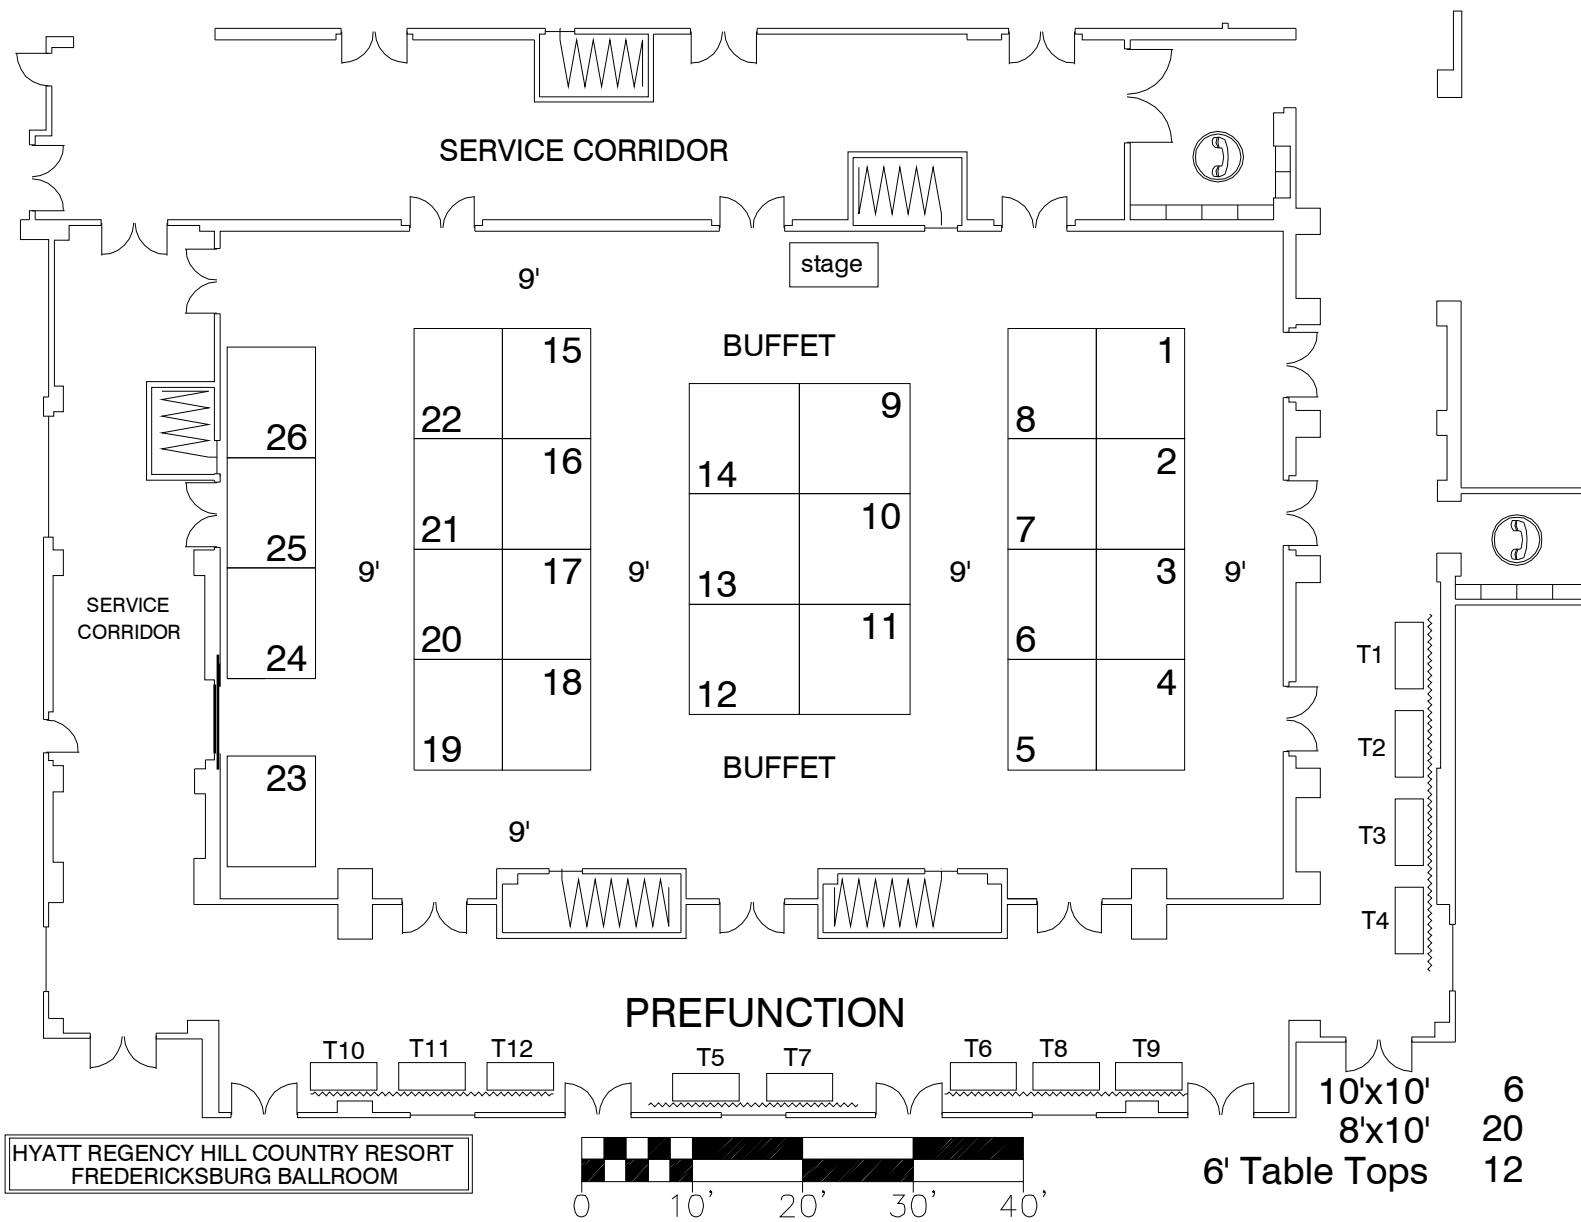 SERVICE CORRIDOR
stage
9'
BUFFET
15
1
9
22
8
26
16
2
14
10
21
7
25
9'
17
9'
9'
3
9'
13
SERVICE
CORRIDOR
11
20
6
24
T1
18
4
12
19
5
T2
23
BUFFET
9'
T3
T4
PREFUNCTION
T10
T11
T12
T5
T7
T6
T8
T9
10'x10' 6
8'x10' 20
6' Table Tops 12
HYATT REGENCY HILL COUNTRY RESORT
FREDERICKSBURG BALLROOM
0 10' 20' 30' 40'